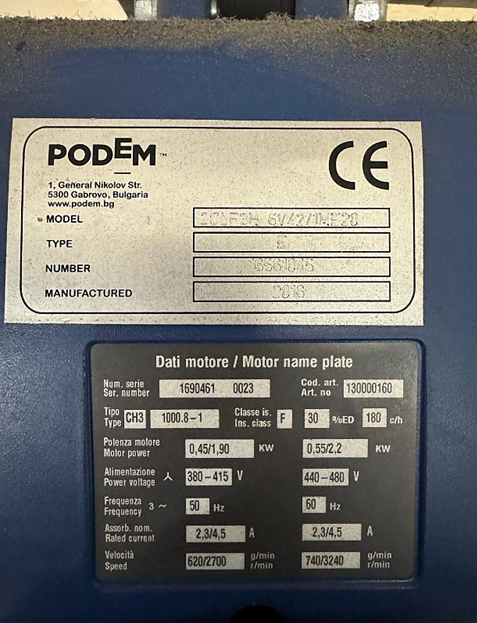 PODEM™
CE
1, General Nikolov Str.
5300 Gabrovo, Bulgaria
www.podem.bg
MODEL 6V42/1ME20
TYPE
NUMBER
MANUFACTURED
Dati motore / Motor name plate
Num. serie 1690461 0023 Cod. art. 130000160
Ser. number Art. no
Tipo CH3 1000.8-1 Classe is. F 30 %ED 180 c/h
Type Ins. class
Potenza motore 0,45/1,90 KW 0,55/2,2 KW
Motor power
Alimentazione 380-415 V 440-480 V
Power voltage
Frequenza 3 ~ 50 Hz 60 Hz
Frequency
Assorb. nom. 2,3/4,5 A 2,3/4,5 A
Rated current
Velocità 620/2700 g/min 740/3240 g/min
Speed r/min r/min